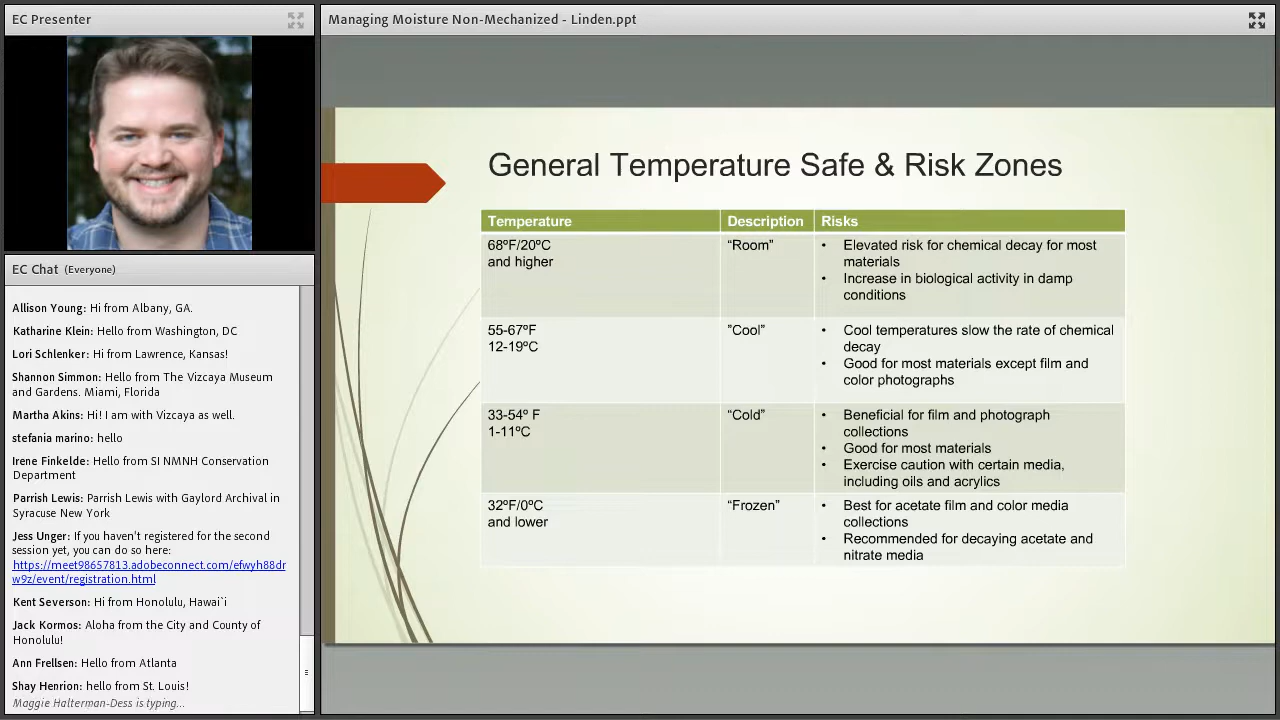 EC Presenter
Managing Moisture Non-Mechanized - Linden.ppt
EC Chat (Everyone)
Allison Young: Hi from Albany, GA.
Katharine Klein: Hello from Washington, DC
Lori Schlenker: Hi from Lawrence, Kansas!
Shannon Simmon: Hello from The Vizcaya Museum
and Gardens. Miami, Florida
Martha Akins: Hi! I am with Vizcaya as well.
stefania marino: hello
Irene Finkelde: Hello from SI NMNH Conservation
Department
Parrish Lewis: Parrish Lewis with Gaylord Archival in
Syracuse New York
Jess Unger: If you haven't registered for the second
session yet, you can do so here:
https://meet98657813.adobeconnect.com/efwyh88dr
w9z/event/registration.html
Kent Severson: Hi from Honolulu, Hawai`i
Jack Kormos: Aloha from the City and County of
Honolulu!
Ann Frellsen: Hello from Atlanta
Shay Henrion: hello from St. Louis!
Maggie Halterman-Dess is typing...
General Temperature Safe & Risk Zones
Temperature Description Risks
68ºF/20ºC
and higher
“Room”
• Elevated risk for chemical decay for most
materials
• Increase in biological activity in damp
conditions
55-67ºF
12-19ºC
”Cool”
• Cool temperatures slow the rate of chemical
decay
• Good for most materials except film and
color photographs
33-54º F
1-11ºC
“Cold”
• Beneficial for film and photograph
collections
• Good for most materials
• Exercise caution with certain media,
including oils and acrylics
32ºF/0ºC
and lower
“Frozen”
• Best for acetate film and color media
collections
• Recommended for decaying acetate and
nitrate media